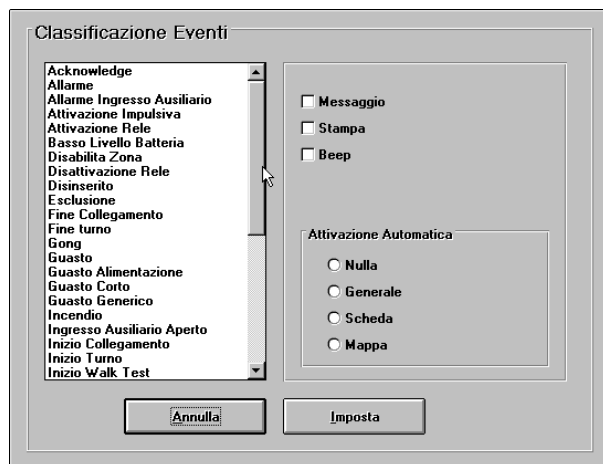 Classificazione Eventi
Acknowledge
Allarme
Allarme Ingresso Ausiliario
Attivazione Impulsiva
Attivazione Rele
Basso Livello Batteria
Disabilita Zona
Disattivazione Rele
Disinserito
Esclusione
Fine Collegamento
Fine turno
Gong
Guasto
Guasto Alimentazione
Guasto Corto
Guasto Generico
Incendio
Ingresso Ausiliario Aperto
Inizio Collegamento
Inizio Turno
Inizio Walk Test
Messaggio
Stampa
Beep
Attivazione Automatica
Nulla
Generale
Scheda
Mappa
Annulla
Imposta